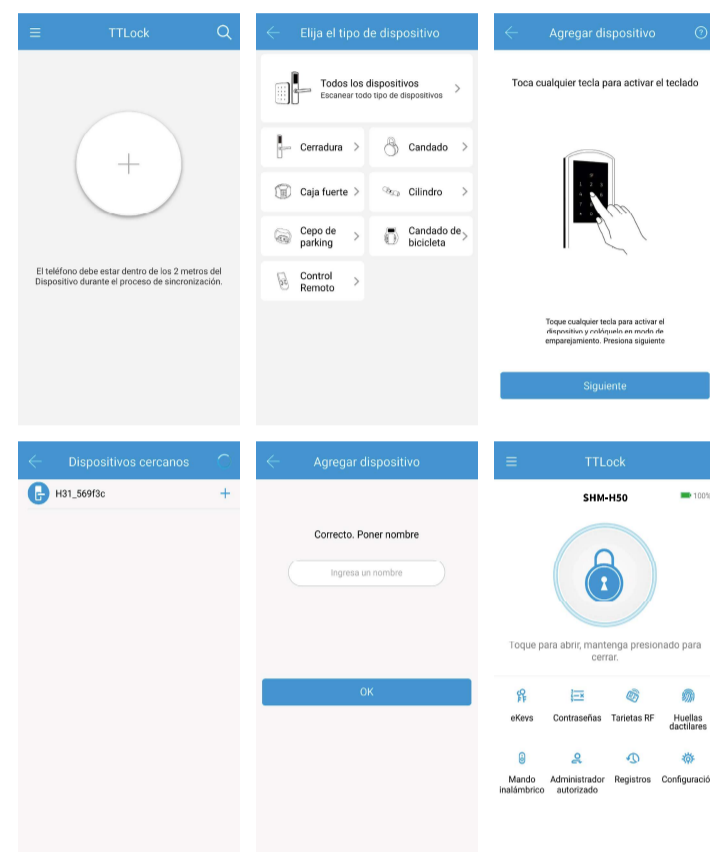 TTLock
El teléfono debe estar dentro de los 2 metros del
Dispositivo durante el proceso de sincronización.
Elija el tipo de dispositivo
Todos los dispositivos
Escanear todo tipo de dispositivos
Cerradura
Candado
Caja fuerte
Cilindro
Cepo de
parking
Candado de
bicicleta
Control
Remoto
Agregar dispositivo
Toca cualquier tecla para activar el teclado
Toque cualquier tecla para activar el
dispositivo y colóquelo en modo de
emparejamiento. Presiona siguiente
Siguiente
Dispositivos cercanos
H31_569f3c
Agregar dispositivo
Correcto. Poner nombre
Ingresa un nombre
OK
TTLock
SHM-H50
100%
Toque para abrir, mantenga presionado para
cerrar.
eKeys
Contraseñas
Tarjetas RF
Huellas
dactilares
Mando
inalámbrico
Administrador
autorizado
Registros
Configuració